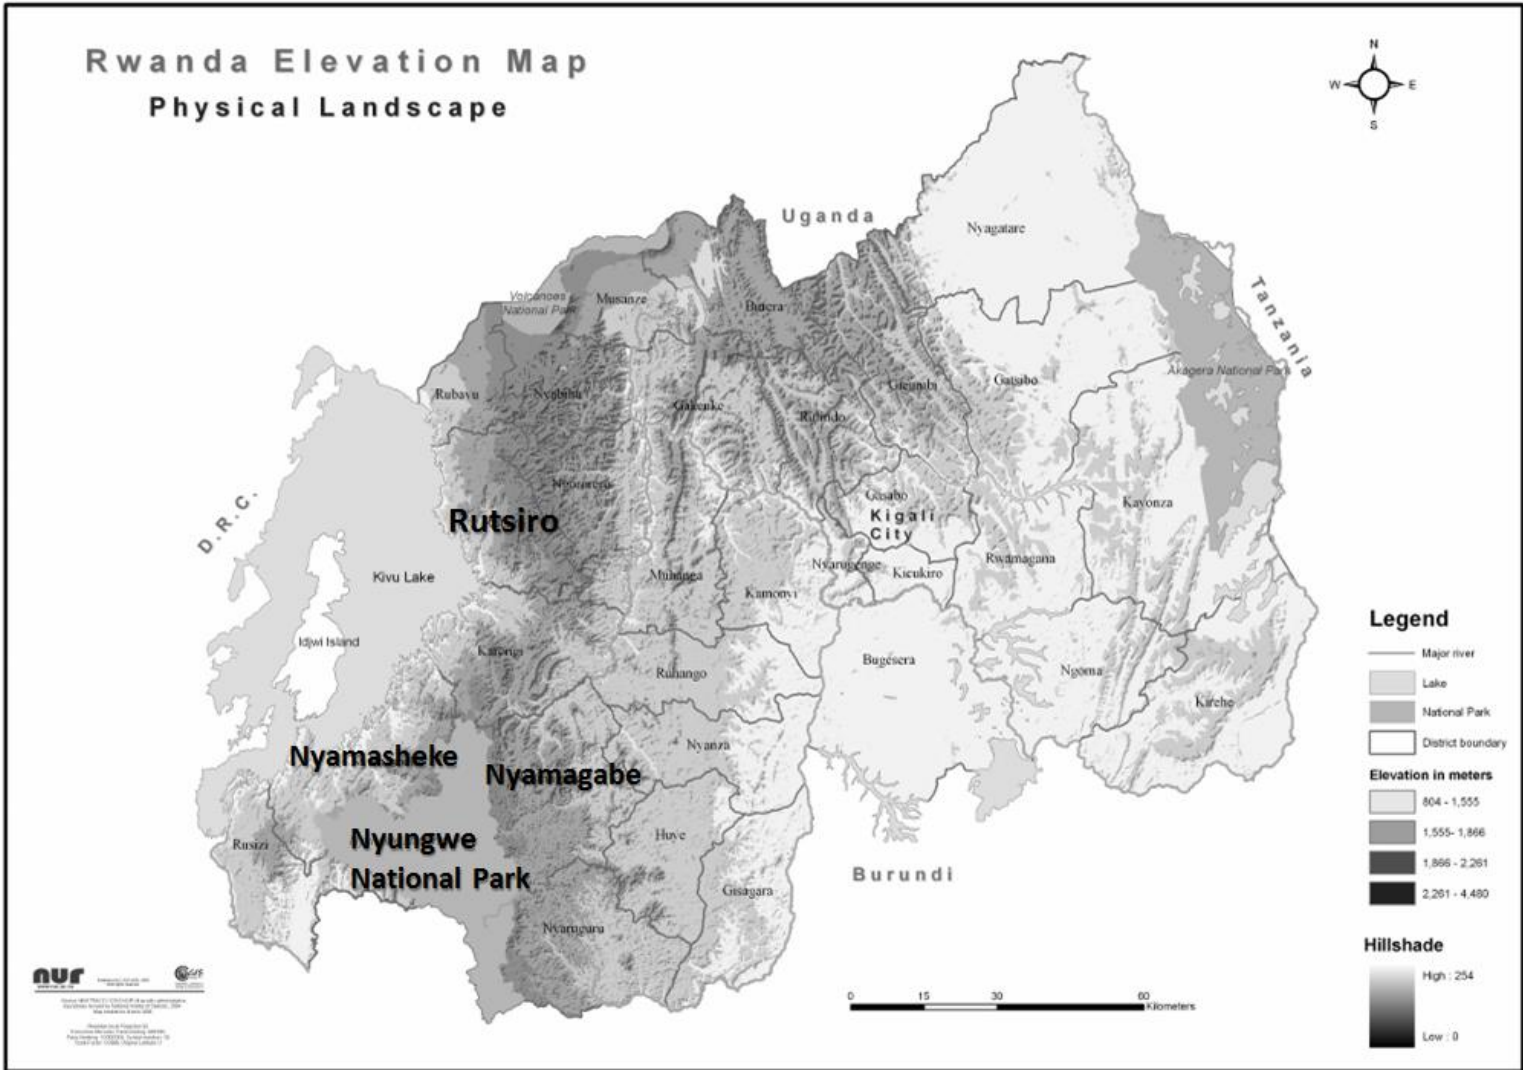 Rwanda Elevation Map
Physical Landscape
N
W
E
S
Uganda
Nyagatare
Tanzania
Volcanoes
National Park
Musanze
Burera
Akagera National Park
Rubavu
Nyabihu
Gakenke
Rulindo
Gicumbi
Gatsibo
D.R.C.
Ngororero
Rutsiro
Gasabo
Kigali
City
Kayonza
Kivu Lake
Muhanga
Kamonyi
Nyarugenge
Kicukiro
Rwamagana
Idjwi Island
Karongi
Ruhango
Bugesera
Ngoma
Kirehe
Nyamasheke
Nyamagabe
Nyanza
Rusizi
Nyungwe
National Park
Huye
Burundi
Gisagara
Nyaruguru
Legend
Major river
Lake
National Park
District boundary
Elevation in meters
804 - 1,555
1,555- 1,866
1,866 - 2,261
2,261 - 4,480
Hillshade
High : 254
Low : 0
0
15
30
60
Kilometers
nur